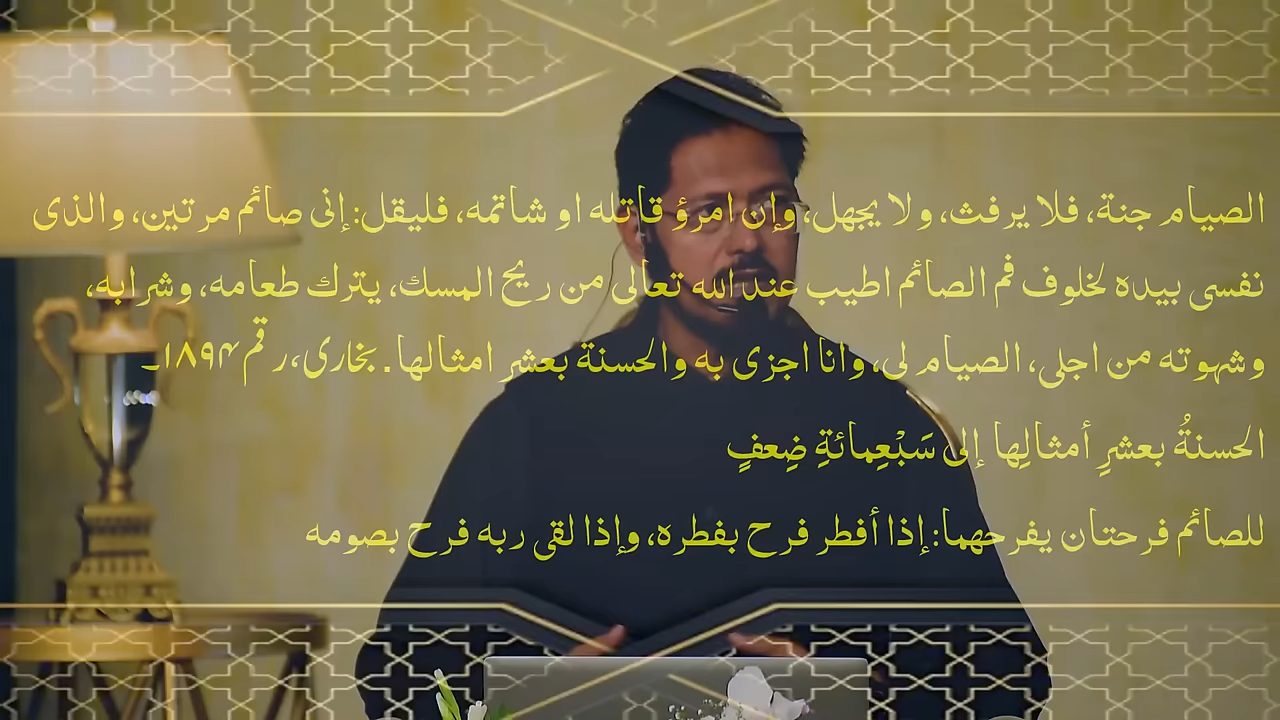 الصيام جنة، فلا يرفث، ولا يجهل، وإن امرؤ قاتله او شاتمه، فليقل: إنى صائم مرتين، والذى
نفسى بيده لخلوف فم الصائم اطيب عند الله تعالى من ريح المسك، يترك طعامه، وشرابه،
وشهوته من اجلى، الصيام لى، وانا اجزى به والحسنة بعشر امثالها. بخارى، رقم ۱۸۹۴۔
الحسنةُ بعشرِ أمثالِها إلى سَبْعِمائةِ ضِعفٍ
للصائم فرحتان يفرحهما: إذا أفطر فرح بفطره، وإذا لقى ربه فرح بصومه